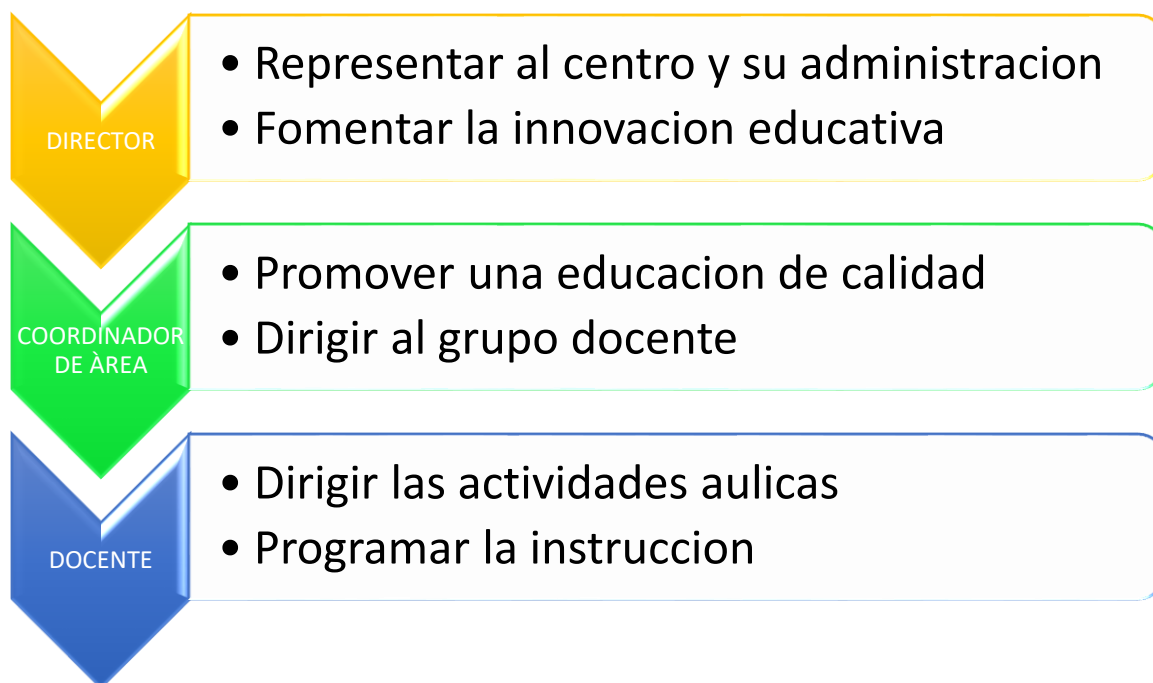 DIRECTOR
• Representar al centro y su administracion
• Fomentar la innovacion educativa
COORDINADOR
DE ÀREA
• Promover una educacion de calidad
• Dirigir al grupo docente
DOCENTE
• Dirigir las actividades aulicas
• Programar la instruccion